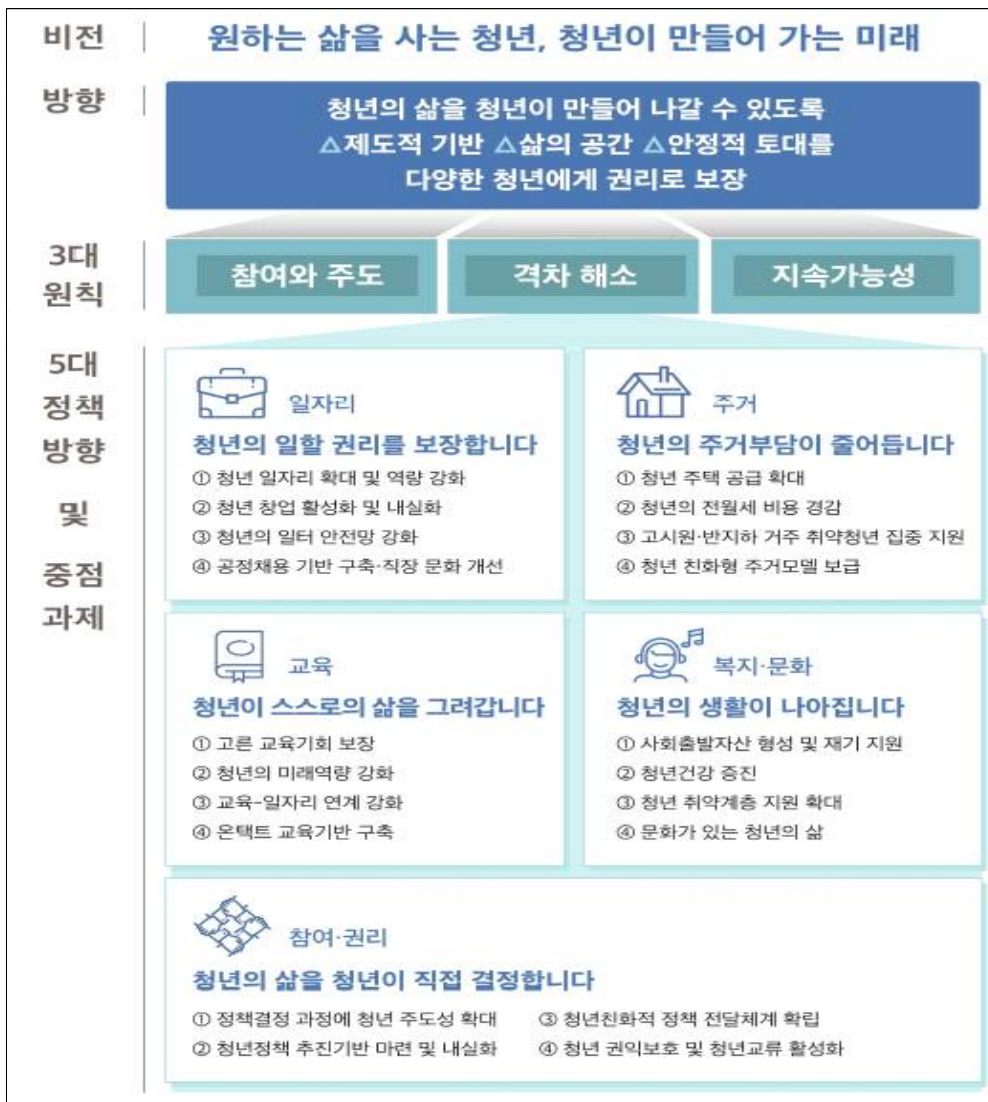 비전
원하는 삶을 사는 청년, 청년이 만들어 가는 미래
방향
청년의 삶을 청년이 만들어 나갈 수 있도록
△제도적 기반 △삶의 공간 △안정적 토대를
다양한 청년에게 권리로 보장
3대
원칙
참여와 주도
격차 해소
지속가능성
5대
정책
방향
및
중점
과제
일자리
청년의 일할 권리를 보장합니다
① 청년 일자리 확대 및 역량 강화
② 청년 창업 활성화 및 내실화
③ 청년의 일터 안전망 강화
④ 공정채용 기반 구축·직장 문화 개선
주거
청년의 주거부담이 줄어듭니다
① 청년 주택 공급 확대
② 청년의 전월세 비용 경감
③ 고시원·반지하 거주 취약청년 집중 지원
④ 청년 친화형 주거모델 보급
교육
청년이 스스로의 삶을 그려갑니다
① 고른 교육기회 보장
② 청년의 미래역량 강화
③ 교육-일자리 연계 강화
④ 온택트 교육기반 구축
복지·문화
청년의 생활이 나아집니다
① 사회출발자산 형성 및 재기 지원
② 청년건강 증진
③ 청년 취약계층 지원 확대
④ 문화가 있는 청년의 삶
참여·권리
청년의 삶을 청년이 직접 결정합니다
① 정책결정 과정에 청년 주도성 확대
② 청년정책 추진기반 마련 및 내실화
③ 청년친화적 정책 전달체계 확립
④ 청년 권익보호 및 청년교류 활성화